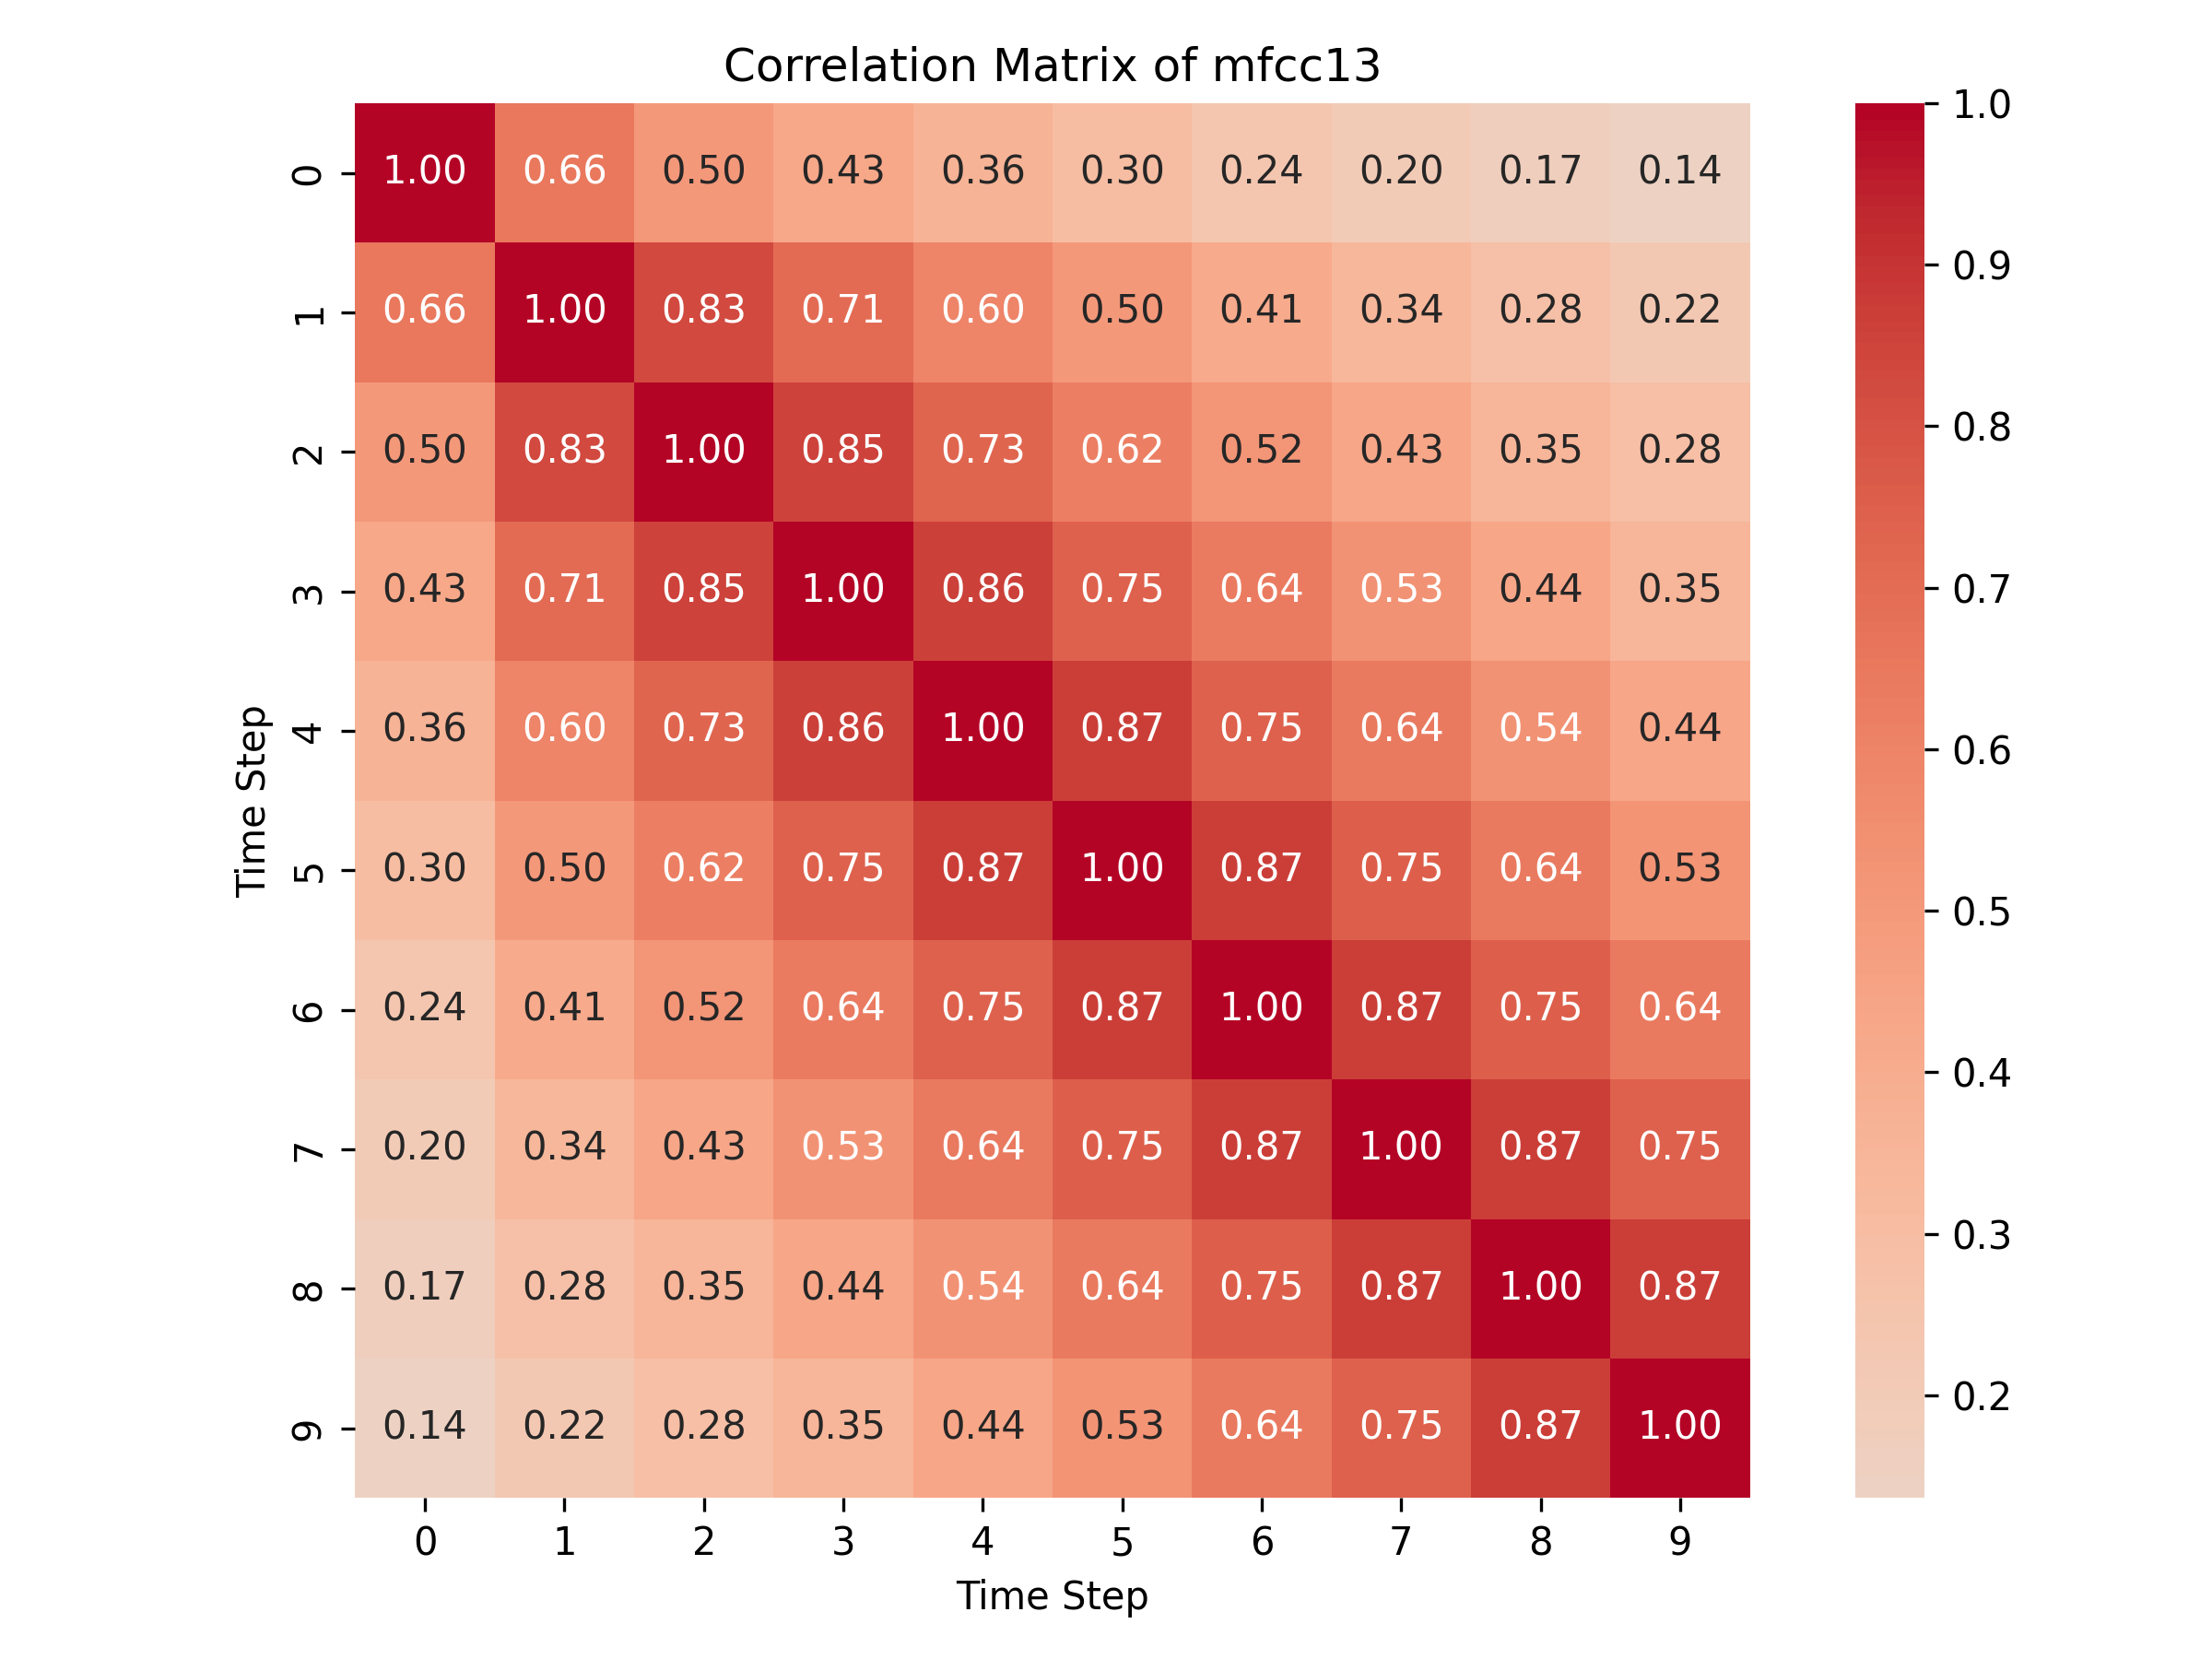 Correlation Matrix of mfcc13
0 1.00 0.66 0.50 0.43 0.36 0.30 0.24 0.20 0.17 0.14
1 0.66 1.00 0.83 0.71 0.60 0.50 0.41 0.34 0.28 0.22
2 0.50 0.83 1.00 0.85 0.73 0.62 0.52 0.43 0.35 0.28
3 0.43 0.71 0.85 1.00 0.86 0.75 0.64 0.53 0.44 0.35
4 0.36 0.60 0.73 0.86 1.00 0.87 0.75 0.64 0.54 0.44
5 0.30 0.50 0.62 0.75 0.87 1.00 0.87 0.75 0.64 0.53
6 0.24 0.41 0.52 0.64 0.75 0.87 1.00 0.87 0.75 0.64
7 0.20 0.34 0.43 0.53 0.64 0.75 0.87 1.00 0.87 0.75
8 0.17 0.28 0.35 0.44 0.54 0.64 0.75 0.87 1.00 0.87
9 0.14 0.22 0.28 0.35 0.44 0.53 0.64 0.75 0.87 1.00
0 1 2 3 4 5 6 7 8 9
Time Step
Time Step
1.0
0.9
0.8
0.7
0.6
0.5
0.4
0.3
0.2